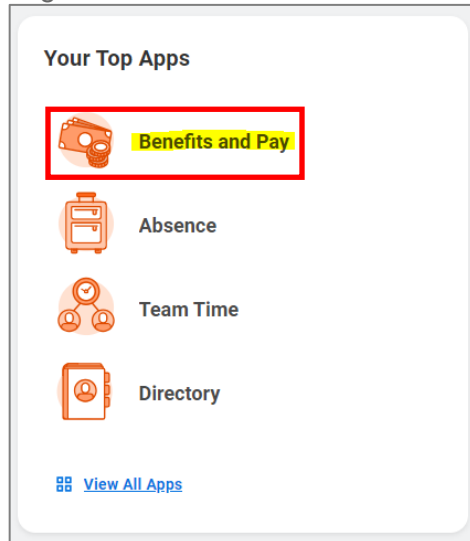 Your Top Apps
Benefits and Pay
Absence
Team Time
Directory
View All Apps